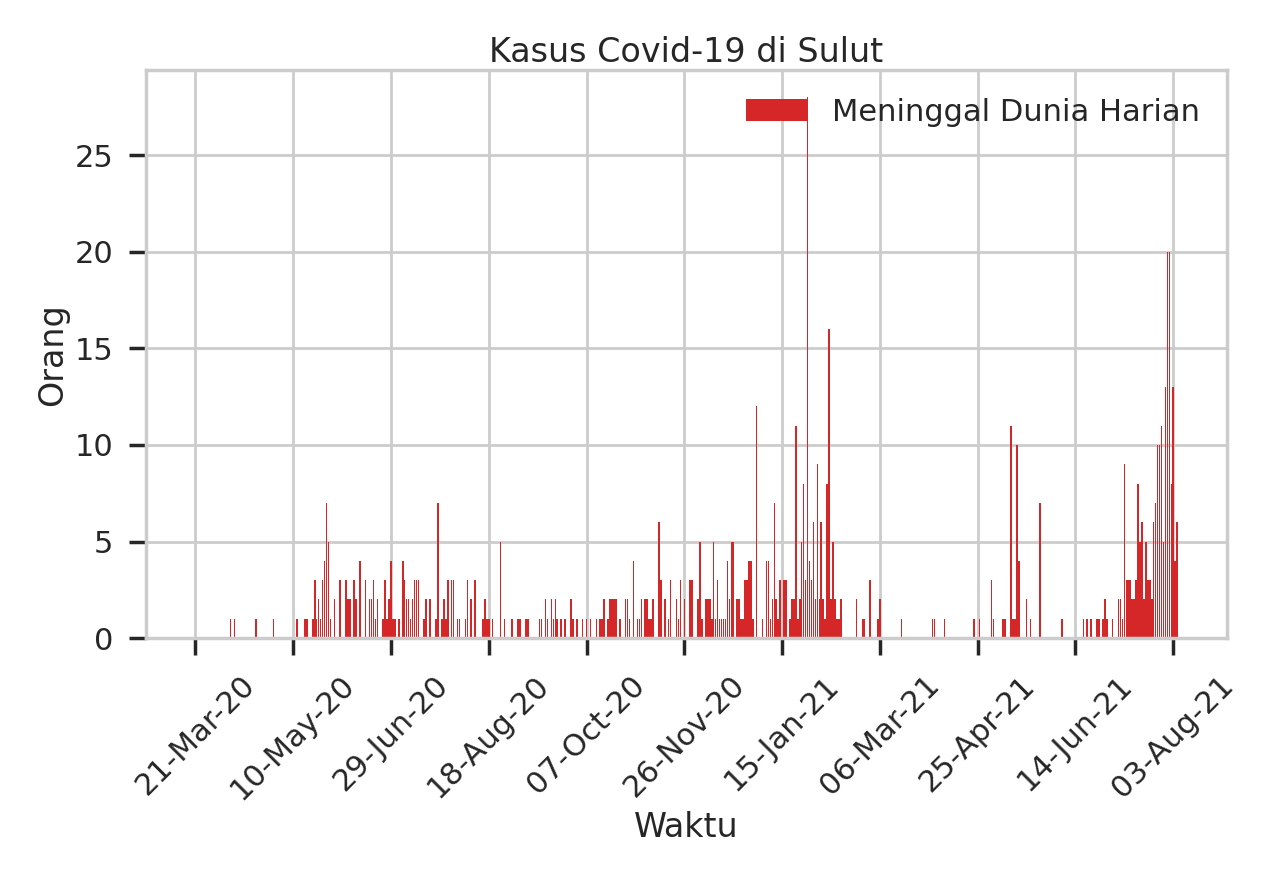 Kasus Covid-19 di Sulut
Meninggal Dunia Harian
Orang
25
20
15
10
5
0
21-Mar-20
10-May-20
29-Jun-20
18-Aug-20
07-Oct-20
26-Nov-20
15-Jan-21
06-Mar-21
25-Apr-21
14-Jun-21
03-Aug-21
Waktu